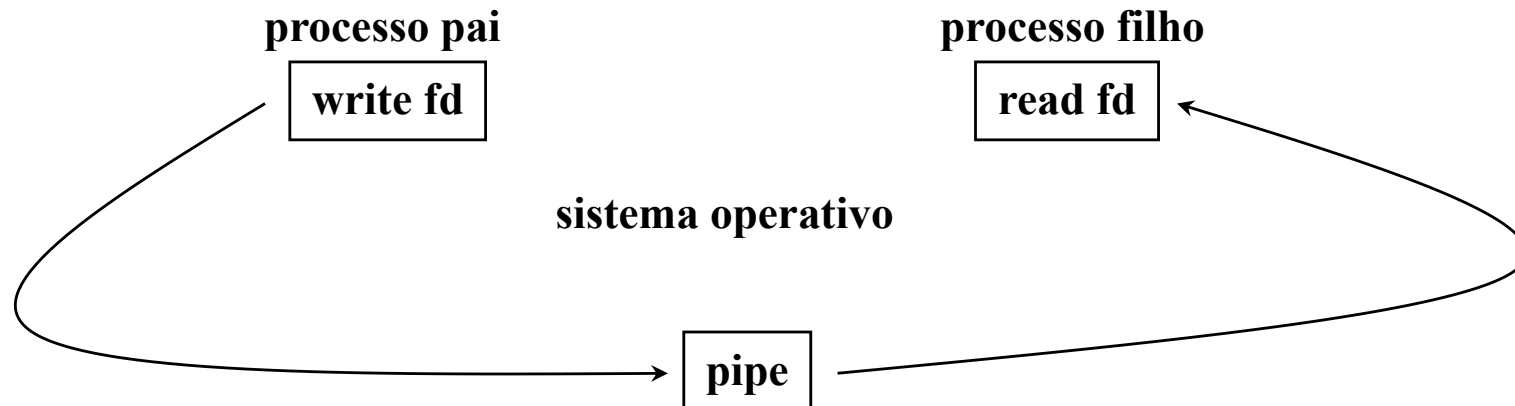 processo pai
processo filho
write fd
read fd
sistema operativo
pipe